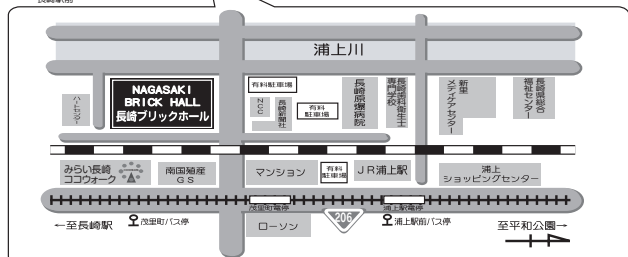 長崎駅前
浦上川
NAGASAKI
BRICK HALL
長崎ブリックホール
ハートセンター
有料駐車場
NCC
長崎新聞社
有料
駐車場
長崎原爆病院
長崎歯科衛生士
専門学校
新里
メディケアセンター
長崎県総合
福祉センター
みらい長崎
ココウォーク
南国殖産
GS
マンション
有料
駐車場
JR浦上駅
浦上
ショッピングセンター
茂里町電停
浦上駅電停
←至長崎駅
茂里町バス停
ローソン
206
浦上駅前バス停
至平和公園→